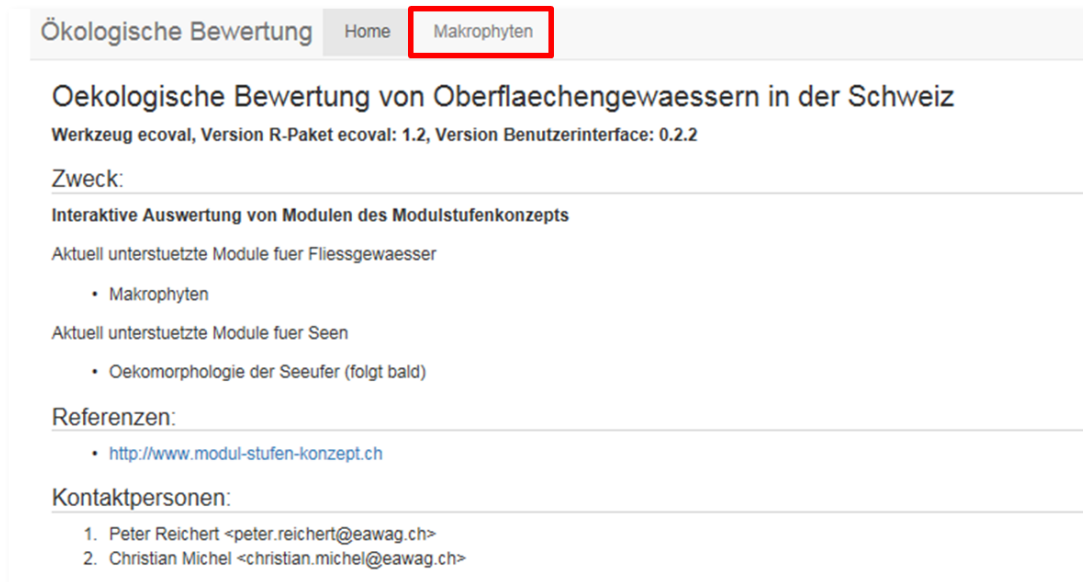 Ökologische Bewertung Home Makrophyten
Oekologische Bewertung von Oberflaechengewaessern in der Schweiz
Werkzeug ecoval, Version R-Paket ecoval: 1.2, Version Benutzerinterface: 0.2.2
Zweck:
Interaktive Auswertung von Modulen des Modulstufenkonzepts
Aktuell unterstuetzte Module fuer Fliessgewaesser
• Makrophyten
Aktuell unterstuetzte Module fuer Seen
• Oekomorphologie der Seeufer (folgt bald)
Referenzen:
• http://www.modul-stufen-konzept.ch
Kontaktpersonen:
1. Peter Reichert <peter.reichert@eawag.ch>
2. Christian Michel <christian.michel@eawag.ch>